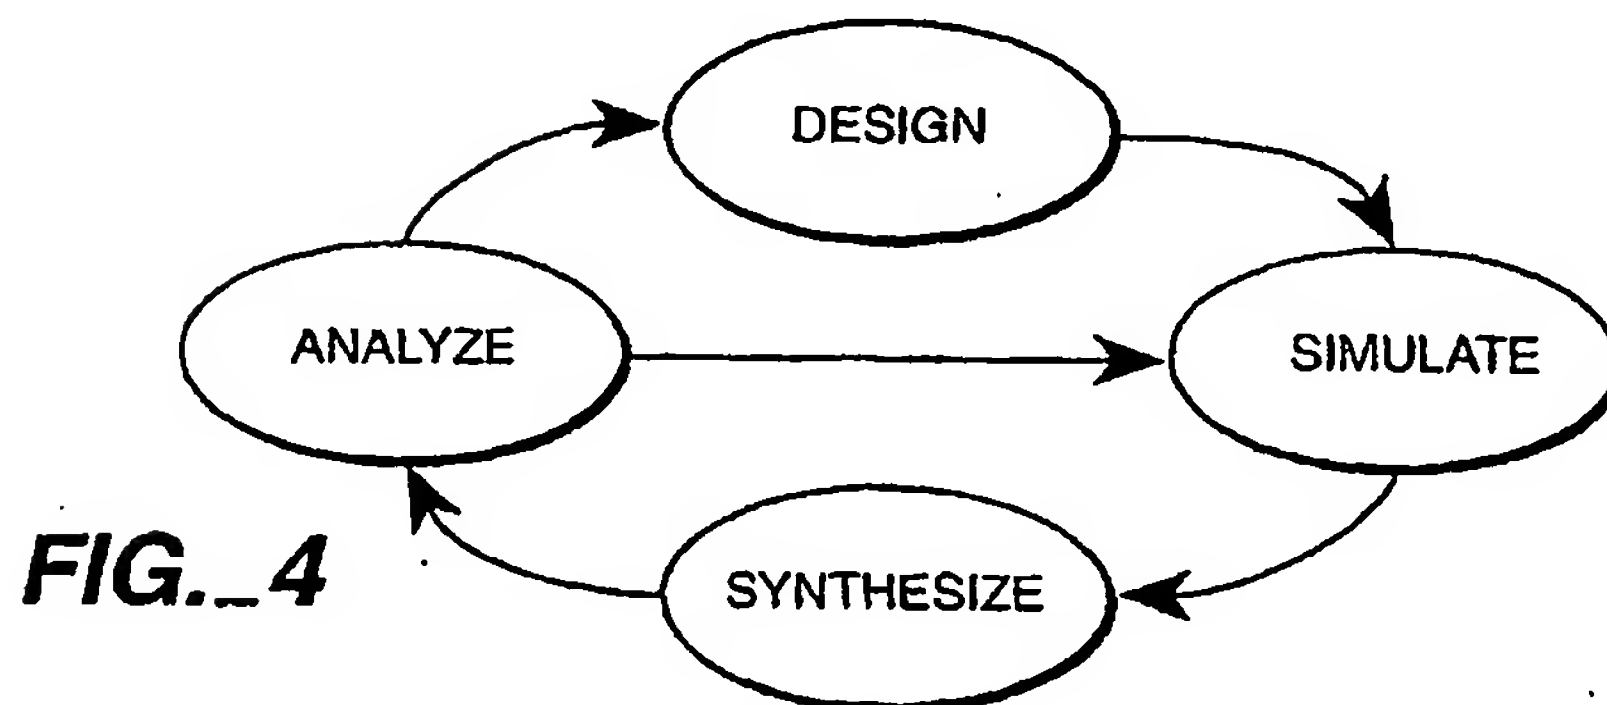 DESIGN
ANALYZE
SIMULATE
SYNTHESIZE
FIG._4